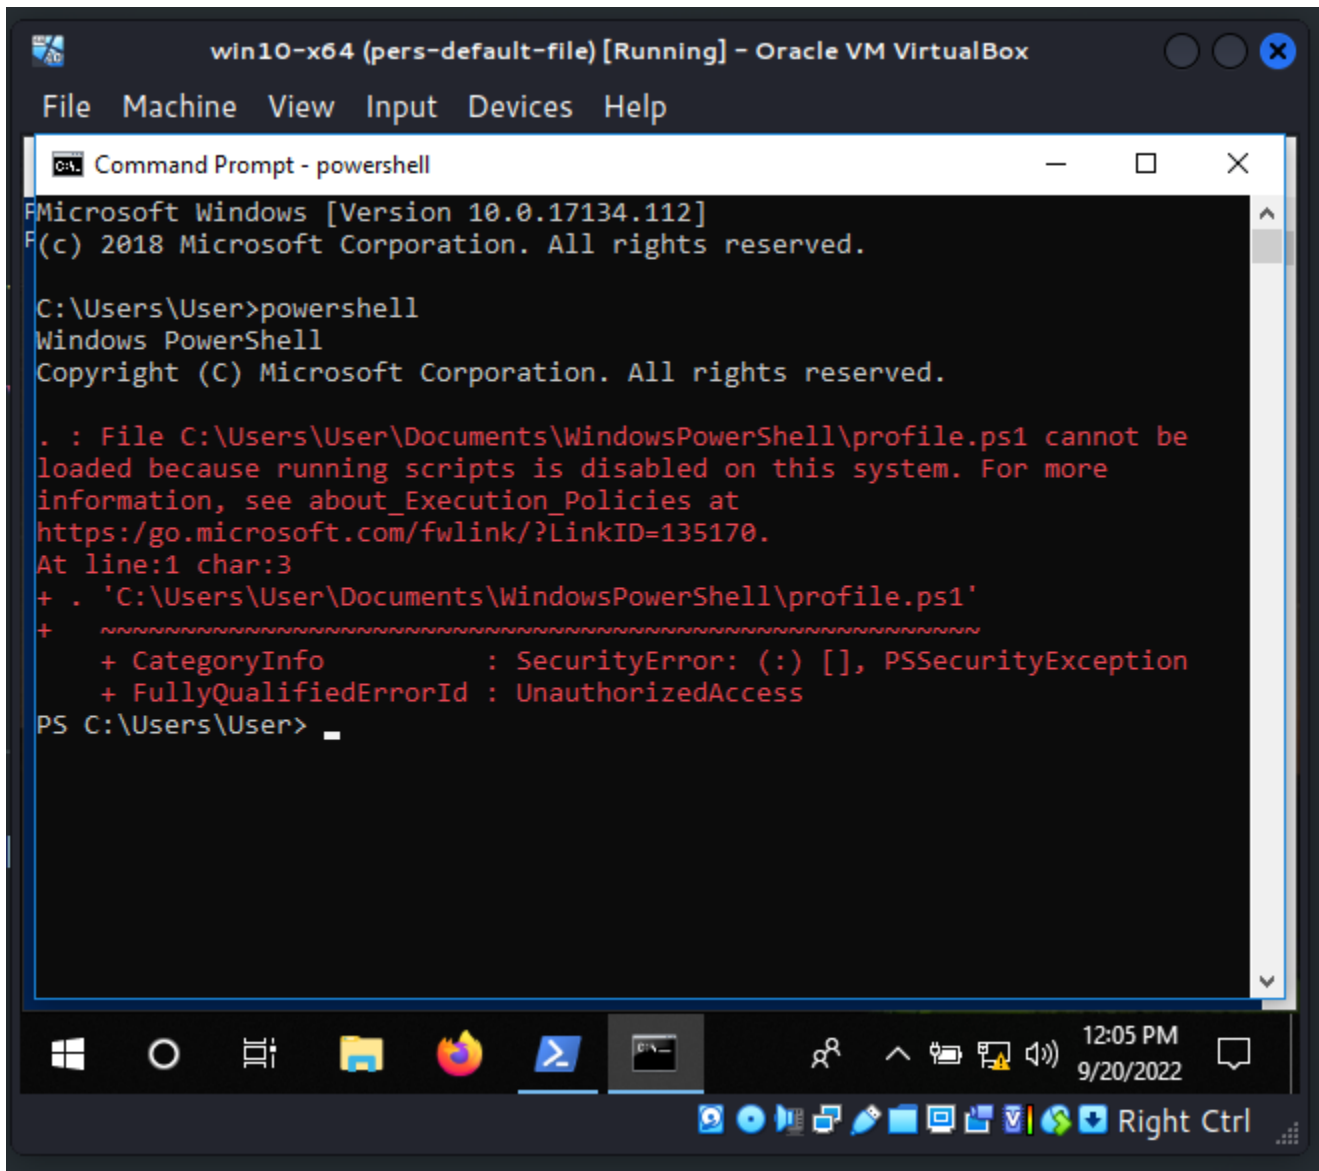 win10-x64 (pers-default-file) [Running] - Oracle VM VirtualBox
File Machine View Input Devices Help
Command Prompt - powershell
Microsoft Windows [Version 10.0.17134.112]
(c) 2018 Microsoft Corporation. All rights reserved.
C:\Users\User>powershell
Windows PowerShell
Copyright (C) Microsoft Corporation. All rights reserved.
. : File C:\Users\User\Documents\WindowsPowerShell\profile.ps1 cannot be
loaded because running scripts is disabled on this system. For more
information, see about_Execution_Policies at
https:/go.microsoft.com/fwlink/?LinkID=135170.
At line:1 char:3
+ . 'C:\Users\User\Documents\WindowsPowerShell\profile.ps1'
+   ~~~~~~~~~~~~~~~~~~~~~~~~~~~~~~~~~~~~~~~~~~~~~~~~~~~~~~~
    + CategoryInfo          : SecurityError: (:) [], PSSecurityException
    + FullyQualifiedErrorId : UnauthorizedAccess
PS C:\Users\User>
12:05 PM
9/20/2022
Right Ctrl